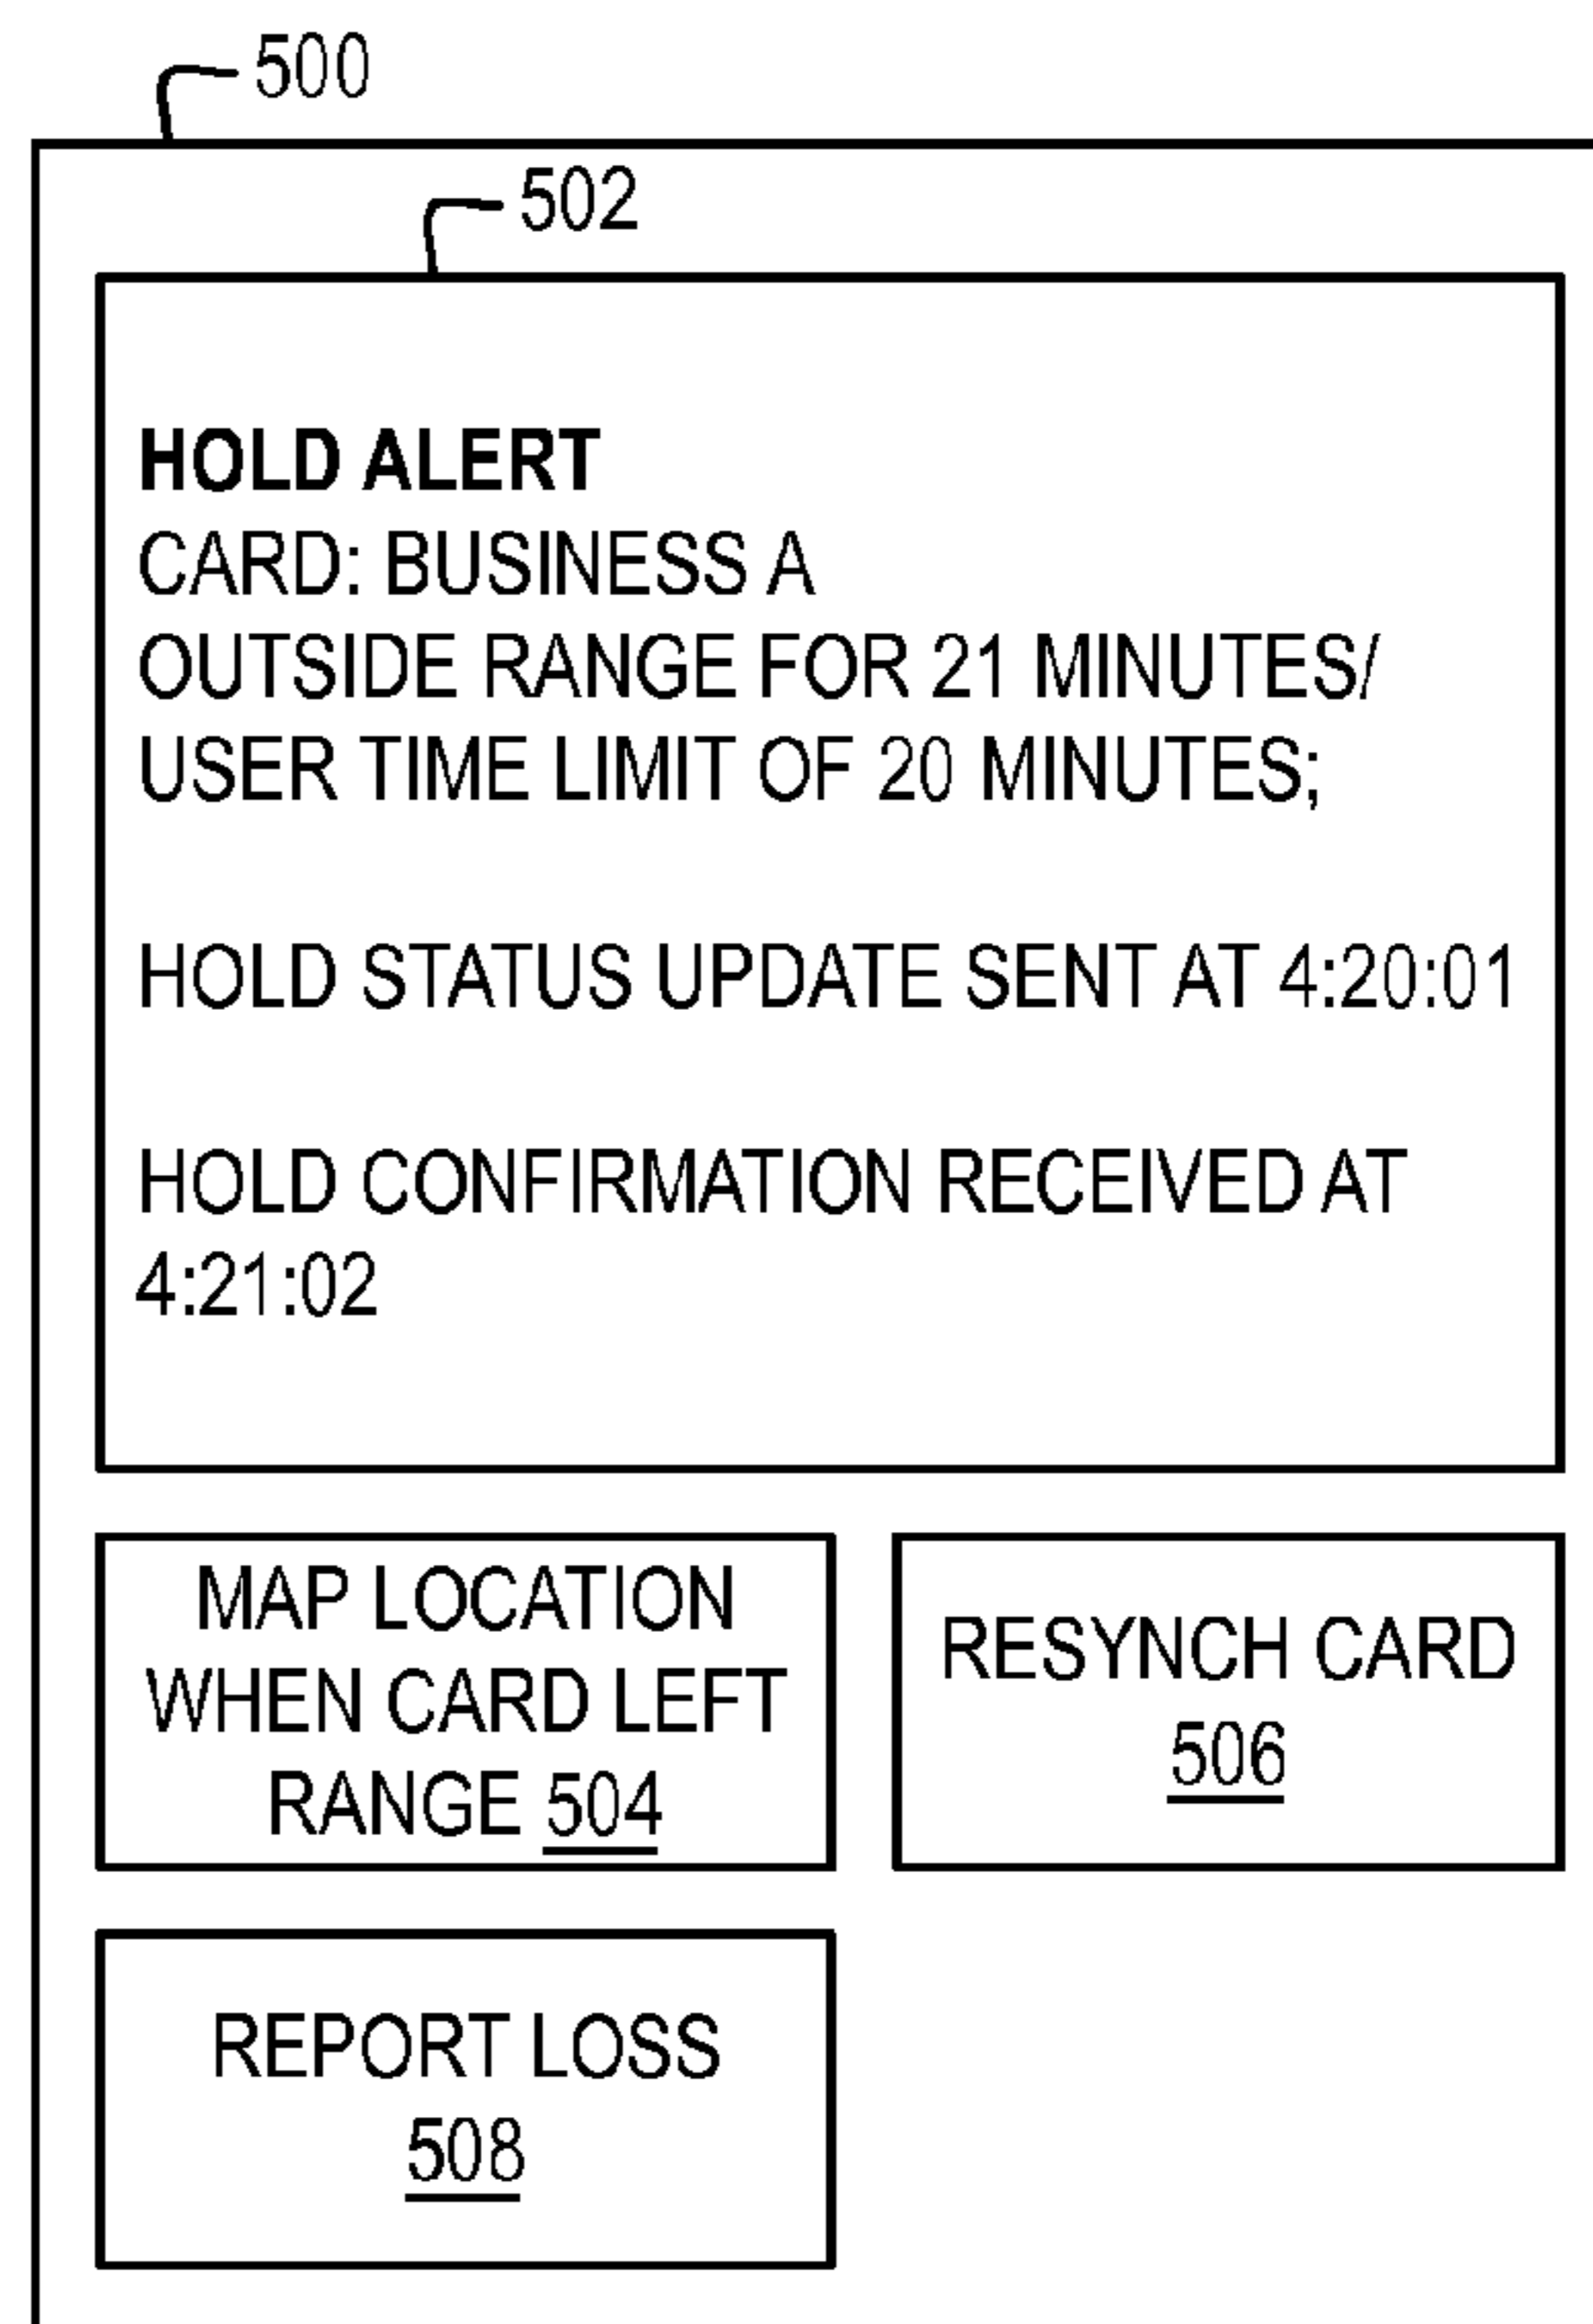 500
502
HOLD ALERT
CARD: BUSINESS A
OUTSIDE RANGE FOR 21 MINUTES/
USER TIME LIMIT OF 20 MINUTES;
HOLD STATUS UPDATE SENT AT 4:20:01
HOLD CONFIRMATION RECEIVED AT
4:21:02
MAP LOCATION
WHEN CARD LEFT
RANGE 504
RESYNCH CARD
506
REPORT LOSS
508